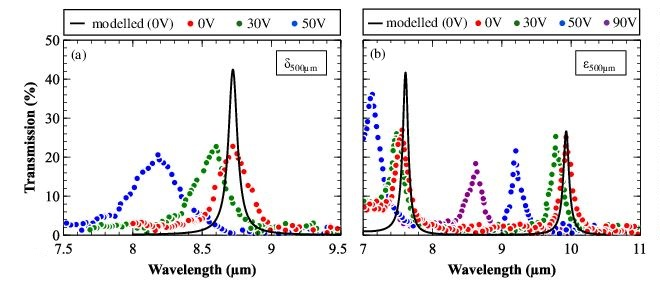 modelled (0V) 0V 30V 50V
modelled (0V) 0V 30V 50V 90V
(a)
δ500µm
(b)
ε500µm
Transmission (%)
50
40
30
20
10
0
7.5 8 8.5 9 9.5
7 8 9 10 11
Wavelength (µm)
Wavelength (µm)